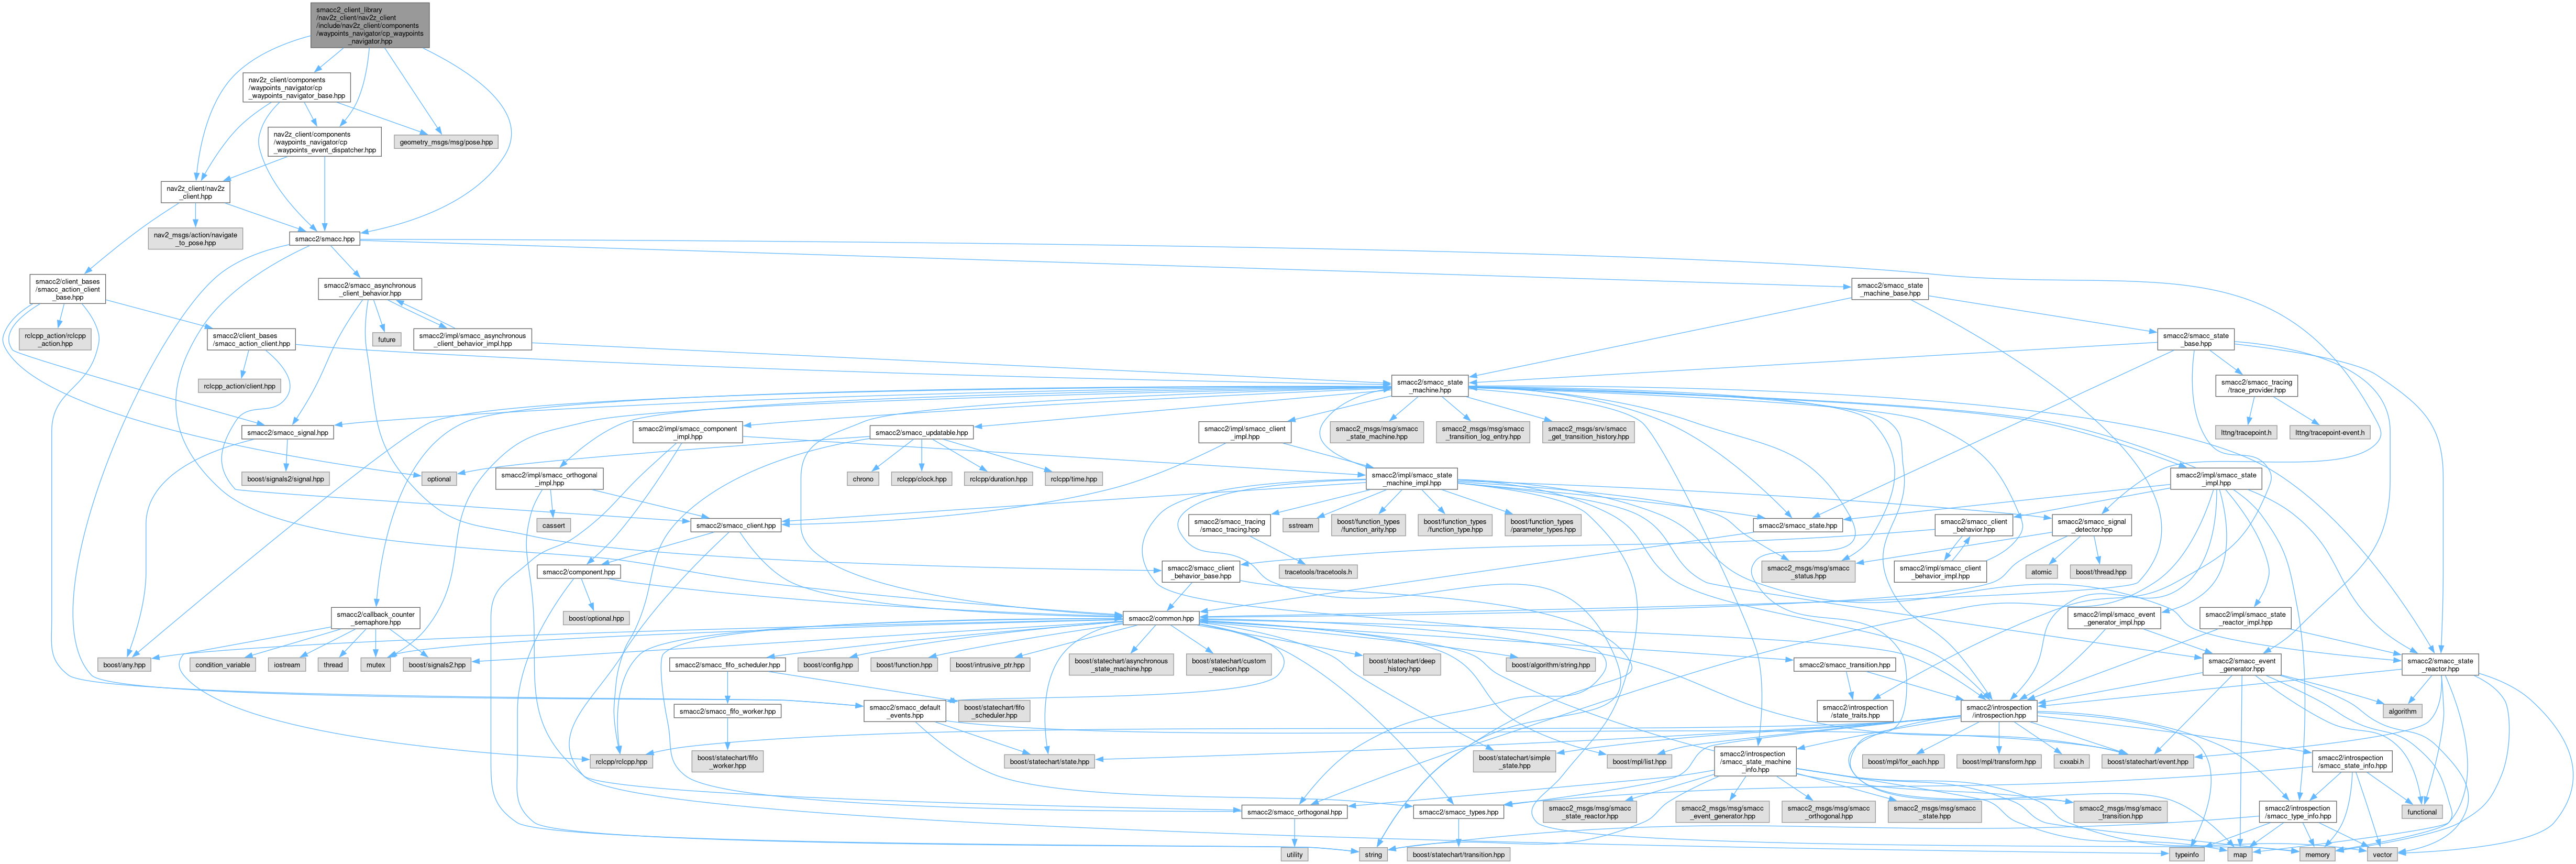 smacc2_client_library
/nav2z_client/nav2z_client
/include/nav2z_client/components
/waypoints_navigator/cp_waypoints
_navigator.hpp
nav2z_client/components
/waypoints_navigator/cp
_waypoints_navigator_base.hpp
nav2z_client/components
/waypoints_navigator/cp
_waypoints_event_dispatcher.hpp
geometry_msgs/msg/pose.hpp
nav2z_client/nav2z
_client.hpp
nav2_msgs/action/navigate
_to_pose.hpp
smacc2/smacc.hpp
smacc2/client_bases
/smacc_action_client
_base.hpp
smacc2/smacc_asynchronous
_client_behavior.hpp
smacc2/smacc_state
_machine_base.hpp
rclcpp_action/rclcpp
_action.hpp
smacc2/client_bases
/smacc_action_client.hpp
future
smacc2/impl/smacc_asynchronous
_client_behavior_impl.hpp
smacc2/smacc_state
_base.hpp
rclcpp_action/client.hpp
smacc2/smacc_state
_machine.hpp
smacc2/smacc_tracing
/trace_provider.hpp
smacc2/smacc_signal.hpp
smacc2/impl/smacc_component
_impl.hpp
smacc2/smacc_updatable.hpp
smacc2/impl/smacc_client
_impl.hpp
smacc2_msgs/msg/smacc
_state_machine.hpp
smacc2_msgs/msg/smacc
_transition_log_entry.hpp
smacc2_msgs/srv/smacc
_get_transition_history.hpp
lttng/tracepoint.h
lttng/tracepoint-event.h
boost/signals2/signal.hpp
optional
smacc2/impl/smacc_orthogonal
_impl.hpp
chrono
rclcpp/clock.hpp
rclcpp/duration.hpp
rclcpp/time.hpp
smacc2/impl/smacc_state
_machine_impl.hpp
smacc2/impl/smacc_state
_impl.hpp
cassert
smacc2/smacc_client.hpp
smacc2/smacc_tracing
/smacc_tracing.hpp
sstream
boost/function_types
/function_arity.hpp
boost/function_types
/function_type.hpp
boost/function_types
/parameter_types.hpp
smacc2/smacc_state.hpp
smacc2/smacc_client
_behavior.hpp
smacc2/smacc_signal
_detector.hpp
smacc2/component.hpp
smacc2/smacc_client
_behavior_base.hpp
tracetools/tracetools.h
smacc2_msgs/msg/smacc
_status.hpp
smacc2/impl/smacc_client
_behavior_impl.hpp
atomic
boost/thread.hpp
smacc2/callback_counter
_semaphore.hpp
boost/optional.hpp
smacc2/common.hpp
smacc2/impl/smacc_event
_generator_impl.hpp
smacc2/impl/smacc_state
_reactor_impl.hpp
boost/any.hpp
condition_variable
iostream
thread
mutex
boost/signals2.hpp
smacc2/smacc_fifo_scheduler.hpp
boost/config.hpp
boost/function.hpp
boost/intrusive_ptr.hpp
boost/statechart/asynchronous
_state_machine.hpp
boost/statechart/custom
_reaction.hpp
boost/statechart/deep
_history.hpp
boost/algorithm/string.hpp
smacc2/smacc_transition.hpp
smacc2/smacc_event
_generator.hpp
smacc2/smacc_state
_reactor.hpp
smacc2/smacc_fifo_worker.hpp
smacc2/smacc_default
_events.hpp
boost/statechart/fifo
_scheduler.hpp
smacc2/introspection
/state_traits.hpp
smacc2/introspection
/introspection.hpp
algorithm
rclcpp/rclcpp.hpp
boost/statechart/fifo
_worker.hpp
boost/statechart/state.hpp
boost/statechart/simple
_state.hpp
boost/mpl/list.hpp
smacc2/introspection
/smacc_state_machine
_info.hpp
boost/mpl/for_each.hpp
boost/mpl/transform.hpp
cxxabi.h
boost/statechart/event.hpp
smacc2/introspection
/smacc_state_info.hpp
smacc2/smacc_orthogonal.hpp
smacc2/smacc_types.hpp
smacc2_msgs/msg/smacc
_state_reactor.hpp
smacc2_msgs/msg/smacc
_event_generator.hpp
smacc2_msgs/msg/smacc
_orthogonal.hpp
smacc2_msgs/msg/smacc
_state.hpp
smacc2_msgs/msg/smacc
_transition.hpp
smacc2/introspection
/smacc_type_info.hpp
functional
utility
string
boost/statechart/transition.hpp
typeinfo
map
memory
vector